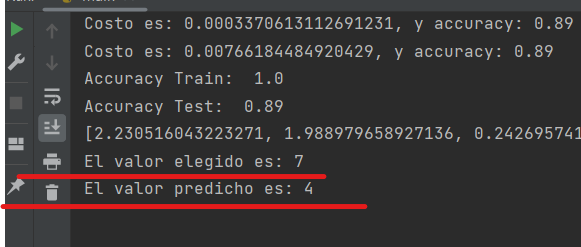 Costo es: 0.0003370613112691231, y accuracy: 0.89
Costo es: 0.00766184484920429, y accuracy: 0.89
Accuracy Train:  1.0
Accuracy Test:  0.89
[2.230516043223271, 1.988979658927136, 0.242695741
El valor elegido es: 7
El valor predicho es: 4